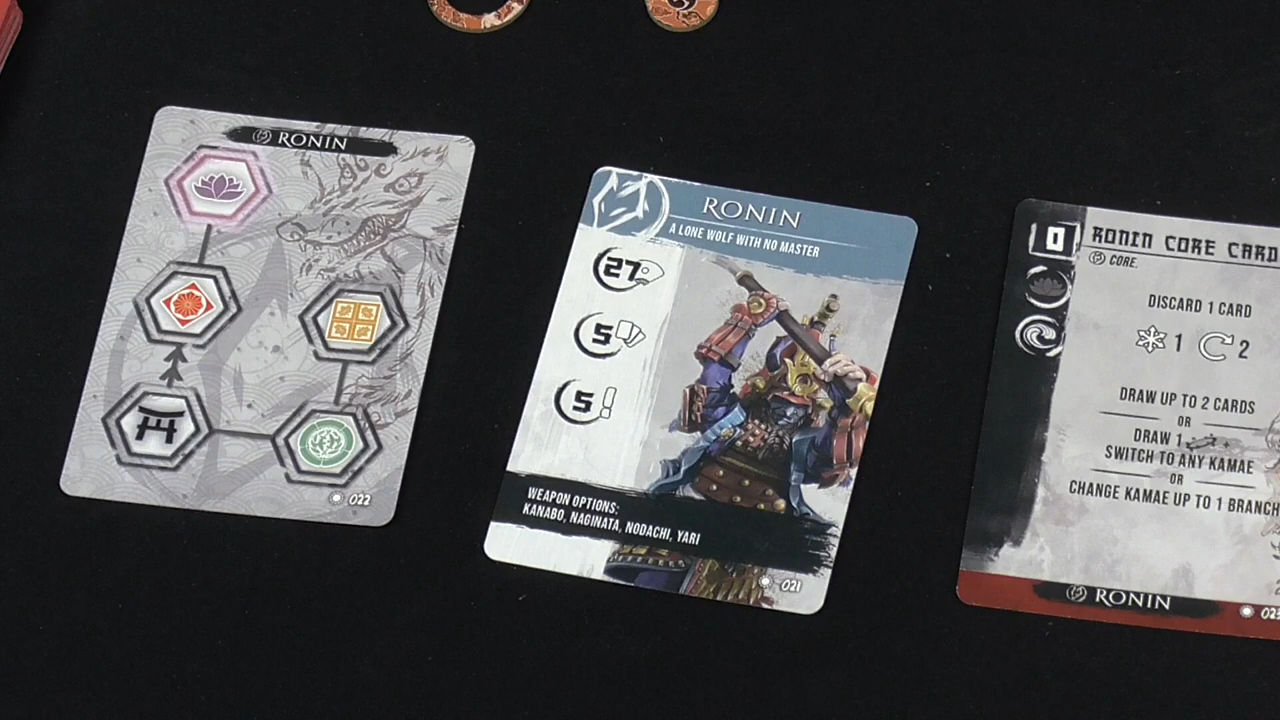 RONIN
022
RONIN
A LONE WOLF WITH NO MASTER
27
5
5
WEAPON OPTIONS:
KANABO, NAGINATA, NODACHI, YARI
021
0
RONIN CORE CARD
CORE.
DISCARD 1 CARD
1 2
DRAW UP TO 2 CARDS
OR
DRAW 1
SWITCH TO ANY KAMAE
OR
CHANGE KAMAE UP TO 1 BRANCH
RONIN